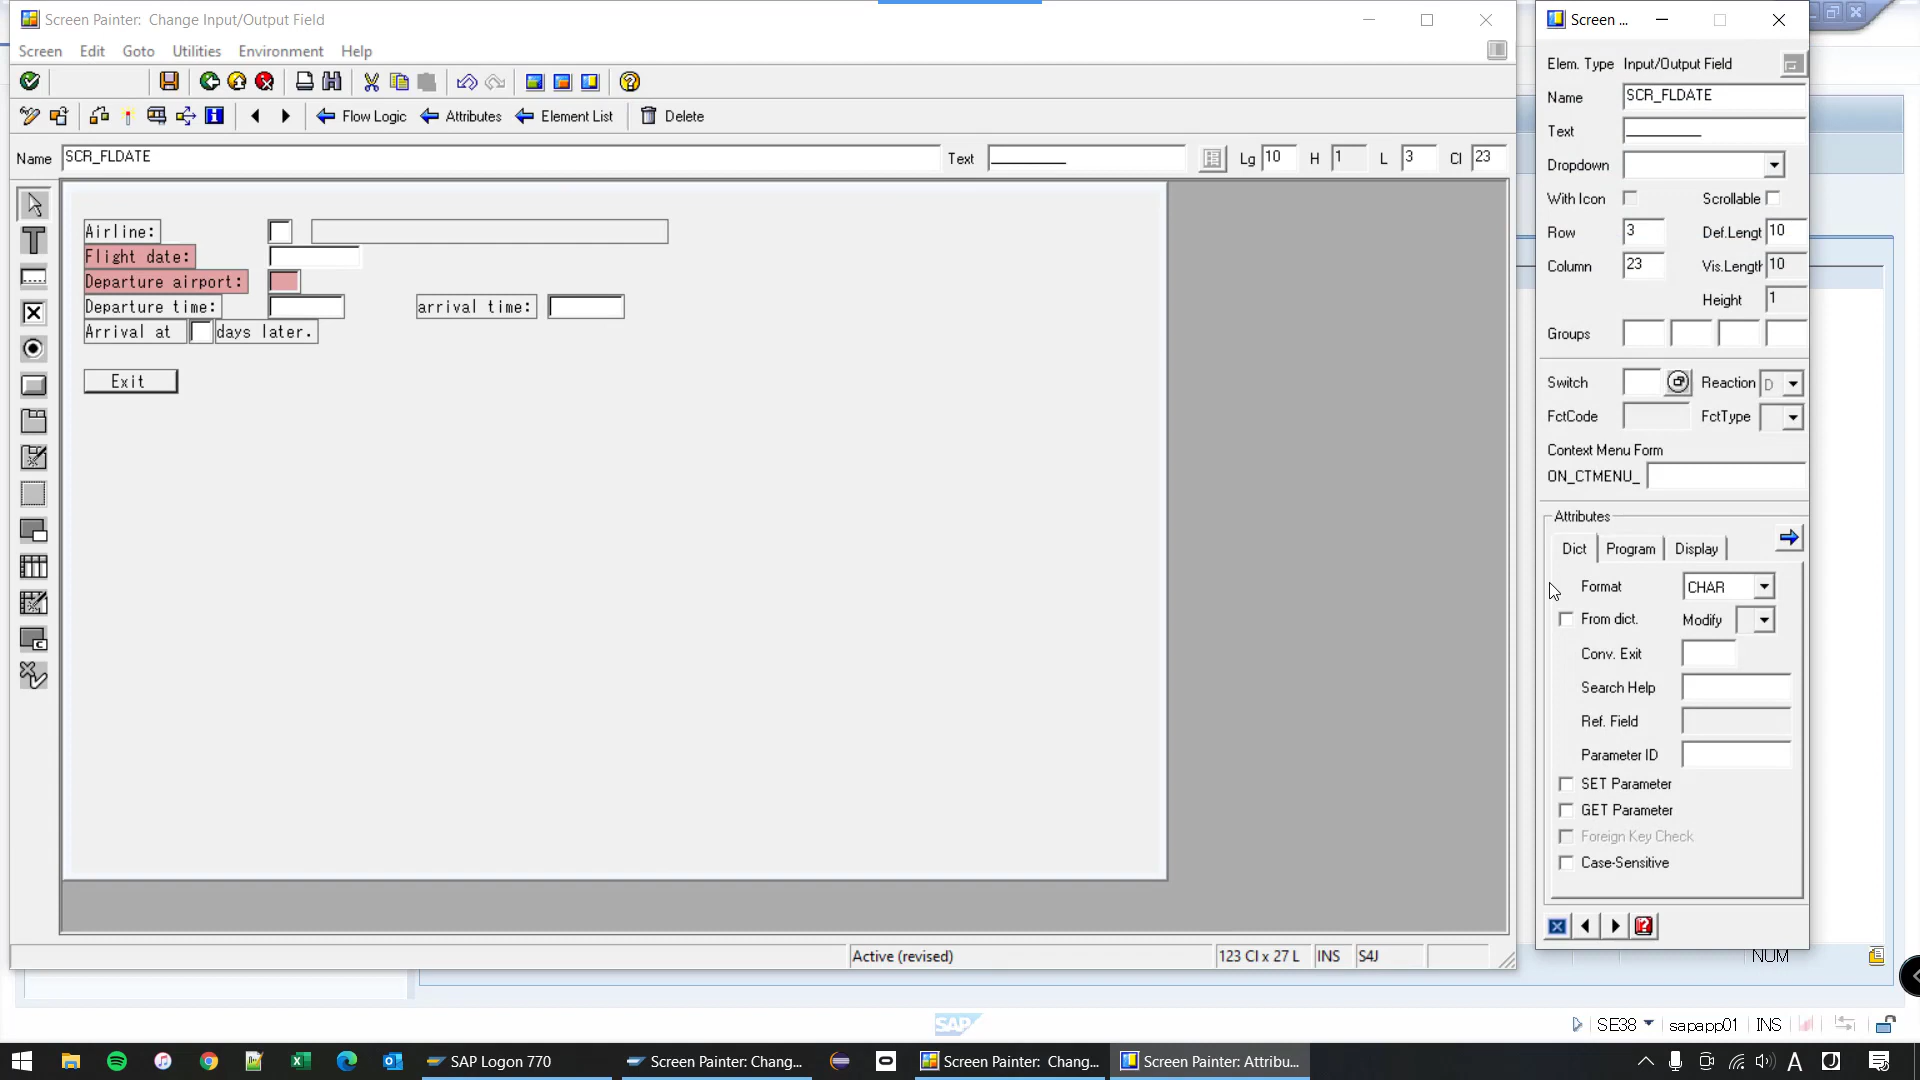 Screen Painter:  Change Input/Output Field
Screen Edit Goto Utilities Environment Help
Flow Logic Attributes Element List Delete
Name SCR_FLDATE Text __________ Lg 10 H 1 L 3 Cl 23
Airline:
Flight date:
Departure airport:
Departure time: arrival time:
Arrival at days later.
Exit
Active (revised) 123 Cl x 27 L INS S4J
Screen ...
Elem. Type Input/Output Field
Name SCR_FLDATE
Text __________
Dropdown
With Icon Scrollable
Row 3 Def.Lengt 10
Column 23 Vis.Length 10
Height 1
Groups
Switch Reaction D
FctCode FctType
Context Menu Form
ON_CTMENU_
Attributes
Dict Program Display
Format CHAR
From dict. Modify
Conv. Exit
Search Help
Ref. Field
Parameter ID
SET Parameter
GET Parameter
Foreign Key Check
Case-Sensitive
NUM
SAP SE38 sapapp01 INS
SAP Logon 770 Screen Painter: Chang... Screen Painter:  Chang... Screen Painter: Attribu... A